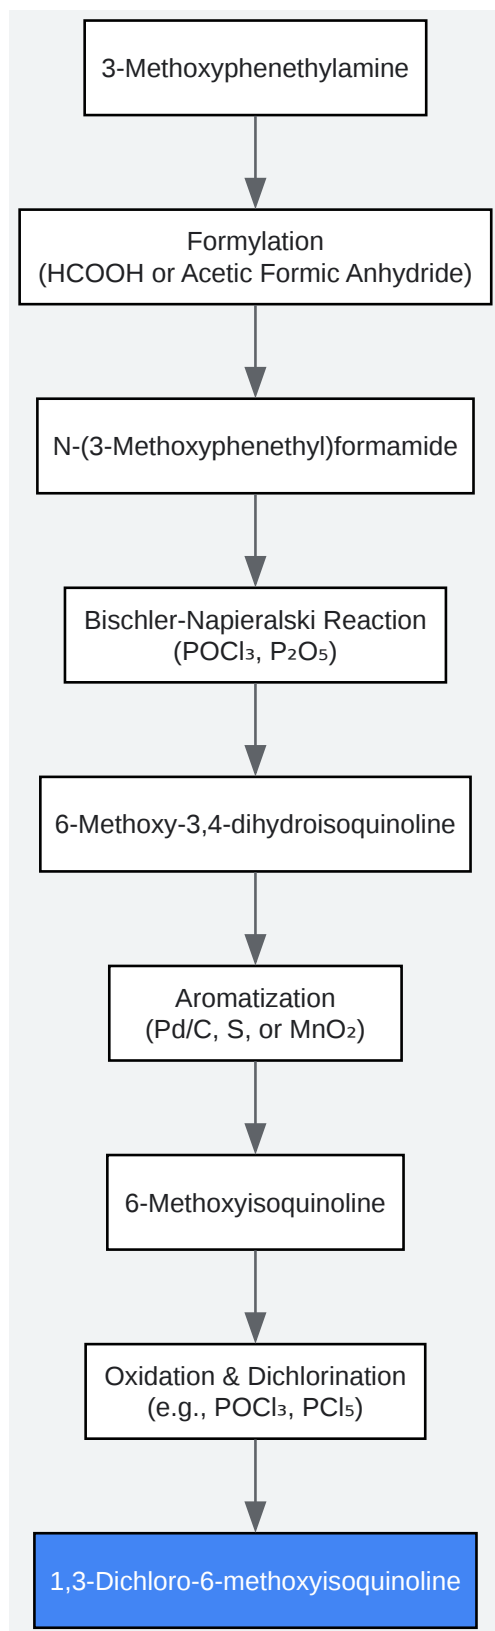 3-Methoxyphenethylamine
Formylation
(HCOOH or Acetic Formic Anhydride)
N-(3-Methoxyphenethyl)formamide
Bischler-Napieralski Reaction
(POCl₃, P₂O₅)
6-Methoxy-3,4-dihydroisoquinoline
Aromatization
(Pd/C, S, or MnO₂)
6-Methoxyisoquinoline
Oxidation & Dichlorination
(e.g., POCl₃, PCl₅)
1,3-Dichloro-6-methoxyisoquinoline